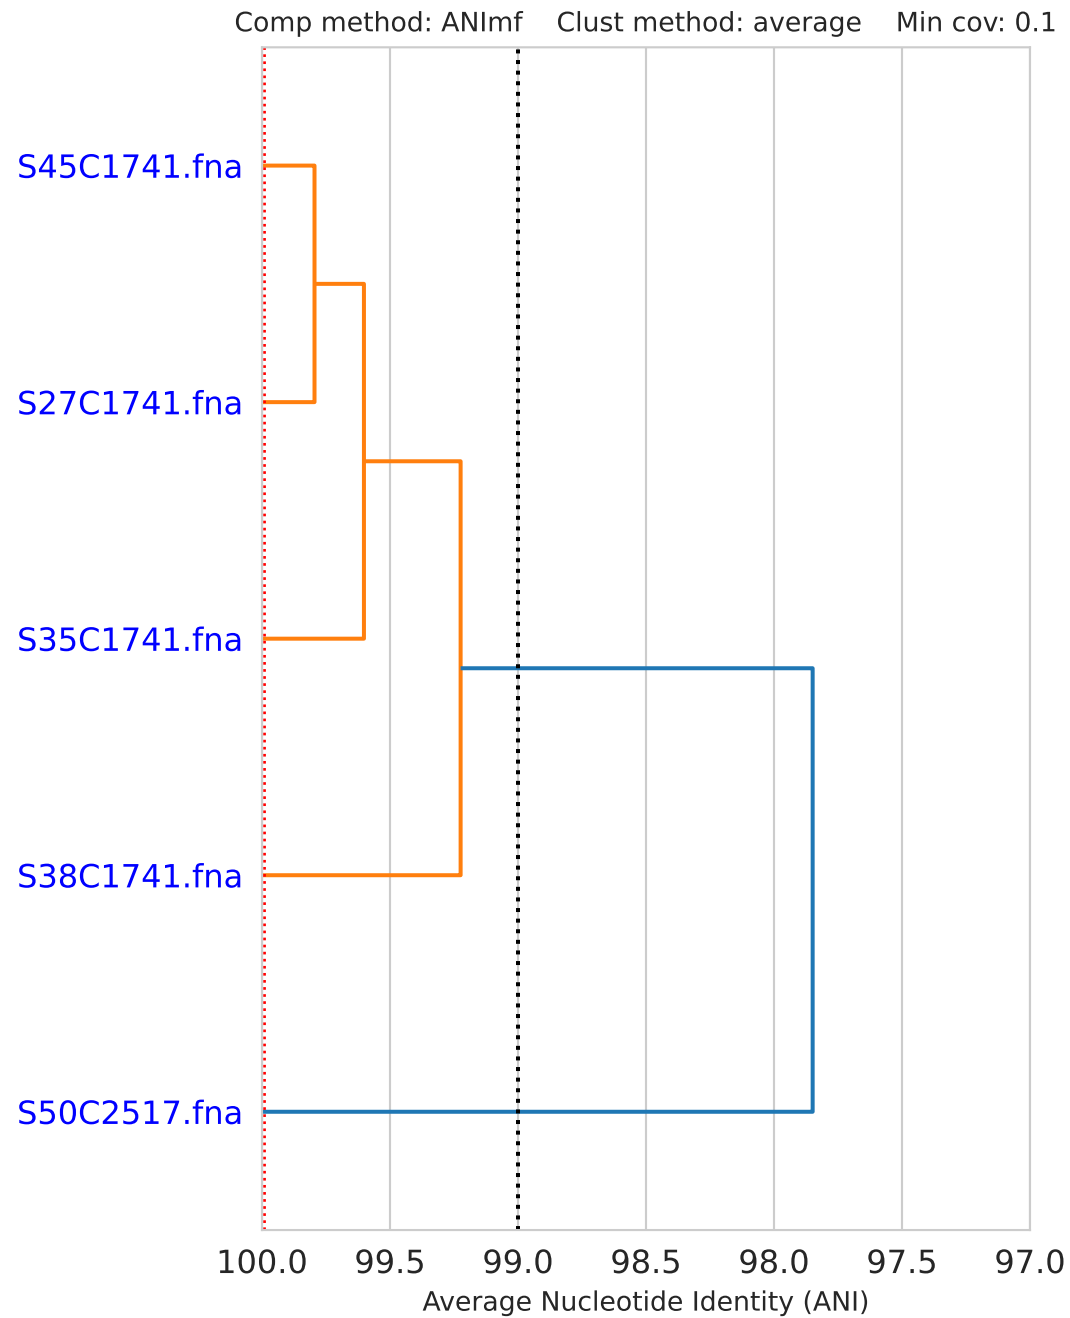 Comp method: ANImf    Clust method: average    Min cov: 0.1
S45C1741.fna
S27C1741.fna
S35C1741.fna
S38C1741.fna
S50C2517.fna
100.0 99.5 99.0 98.5 98.0 97.5 97.0
Average Nucleotide Identity (ANI)